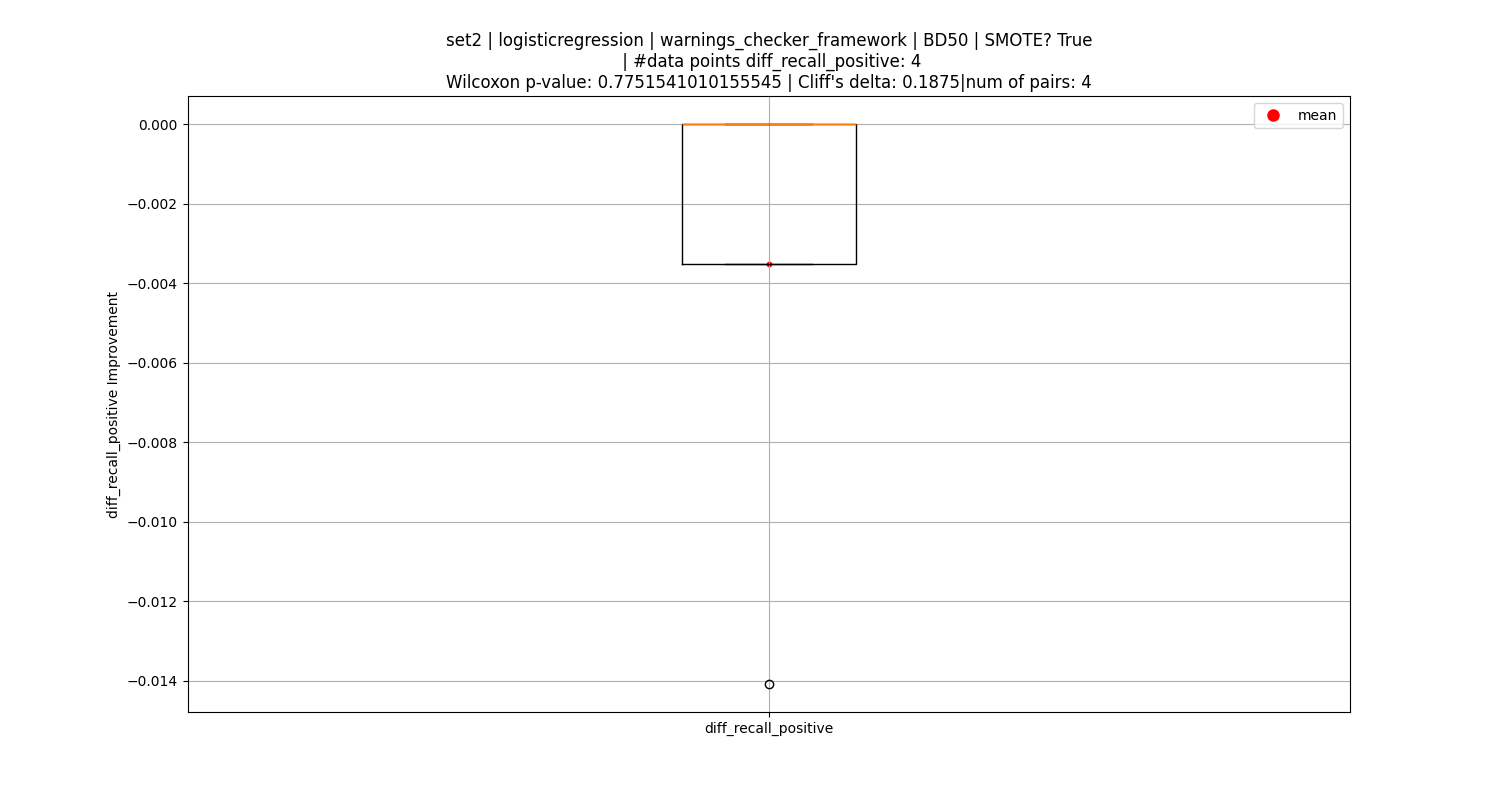 set2 | logisticregression | warnings_checker_framework | BD50 | SMOTE? True
| #data points diff_recall_positive: 4
Wilcoxon p-value: 0.7751541010155545 | Cliff's delta: 0.1875|num of pairs: 4
mean
0.000
−0.002
−0.004
−0.006
−0.008
−0.010
−0.012
−0.014
diff_recall_positive Improvement
diff_recall_positive